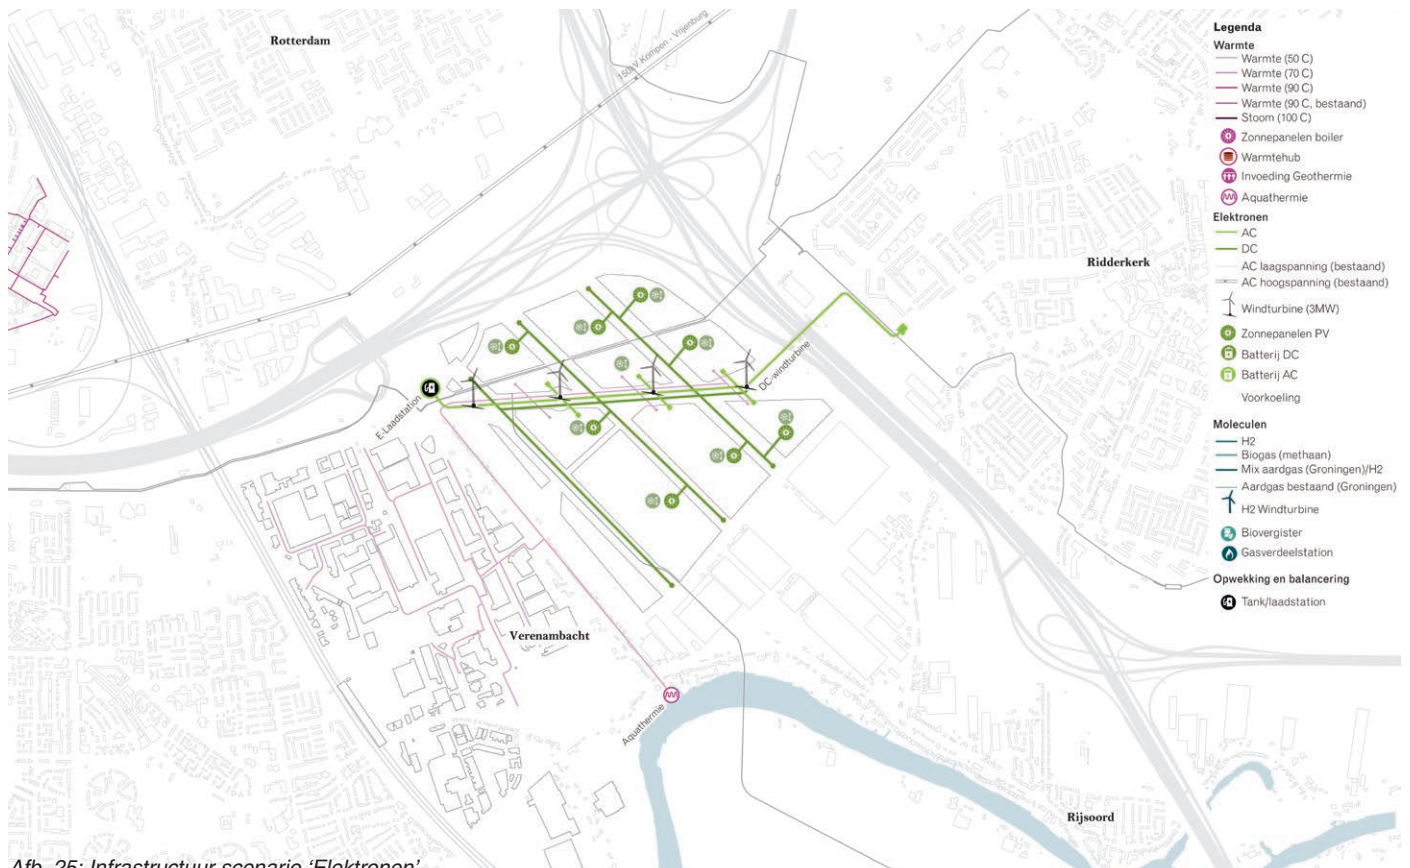 Rotterdam
150kV Krimpen - Vrijenburg
Ridderkerk
DC-windturbine
E-Laadstation
Verenambacht
Aquathermie
Rijsoord
Legenda
Warmte
Warmte (50 C)
Warmte (70 C)
Warmte (90 C)
Warmte (90 C, bestaand)
Stoom (100 C)
Zonnepanelen boiler
Warmtehub
Invoeding Geothermie
Aquathermie
Elektronen
AC
DC
AC laagspanning (bestaand)
AC hoogspanning (bestaand)
Windturbine (3MW)
Zonnepanelen PV
Batterij DC
Batterij AC
Voorkoeling
Moleculen
H2
Biogas (methaan)
Mix aardgas (Groningen)/H2
Aardgas bestaand (Groningen)
H2 Windturbine
Biovergister
Gasverdeelstation
Opwekking en balancering
Tank/laadstation
Afb. 25: Infrastructuur scenario 'Elektronen'